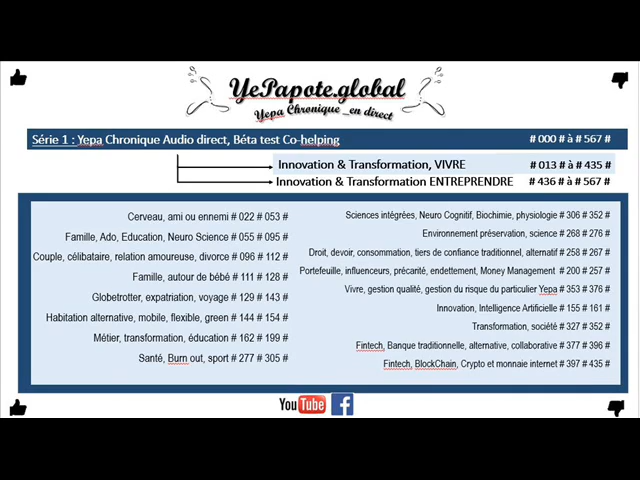 YePapote.global
Yepa Chronique _en direct
Série 1 : Yepa Chronique Audio direct, Béta test Co-helping # 000 # à # 567 #
Innovation & Transformation, VIVRE # 013 # à # 435 #
Innovation & Transformation ENTREPRENDRE # 436 # à # 567 #
Cerveau, ami ou ennemi # 022 # 053 #
Famille, Ado, Education, Neuro Science # 055 # 095 #
Couple, célibataire, relation amoureuse, divorce # 096 # 112 #
Famille, autour de bébé # 111 # 128 #
Globetrotter, expatriation, voyage # 129 # 143 #
Habitation alternative, mobile, flexible, green # 144 # 154 #
Métier, transformation, éducation # 162 # 199 #
Santé, Burn out, sport # 277 # 305 #
Sciences intégrées, Neuro Cognitif, Biochimie, physiologie # 306 # 352 #
Environnement préservation, science # 268 # 276 #
Droit, devoir, consommation, tiers de confiance traditionnel, alternatif # 258 # 267 #
Portefeuille, influenceurs, précarité, endettement, Money Management # 200 # 257 #
Vivre, gestion qualité, gestion du risque du particulier Yepa # 353 # 376 #
Innovation, Intelligence Artificielle # 155 # 161 #
Transformation, société # 327 # 352 #
Fintech, Banque traditionnelle, alternative, collaborative # 377 # 396 #
Fintech, BlockChain, Crypto et monnaie internet # 397 # 435 #
YouTube f